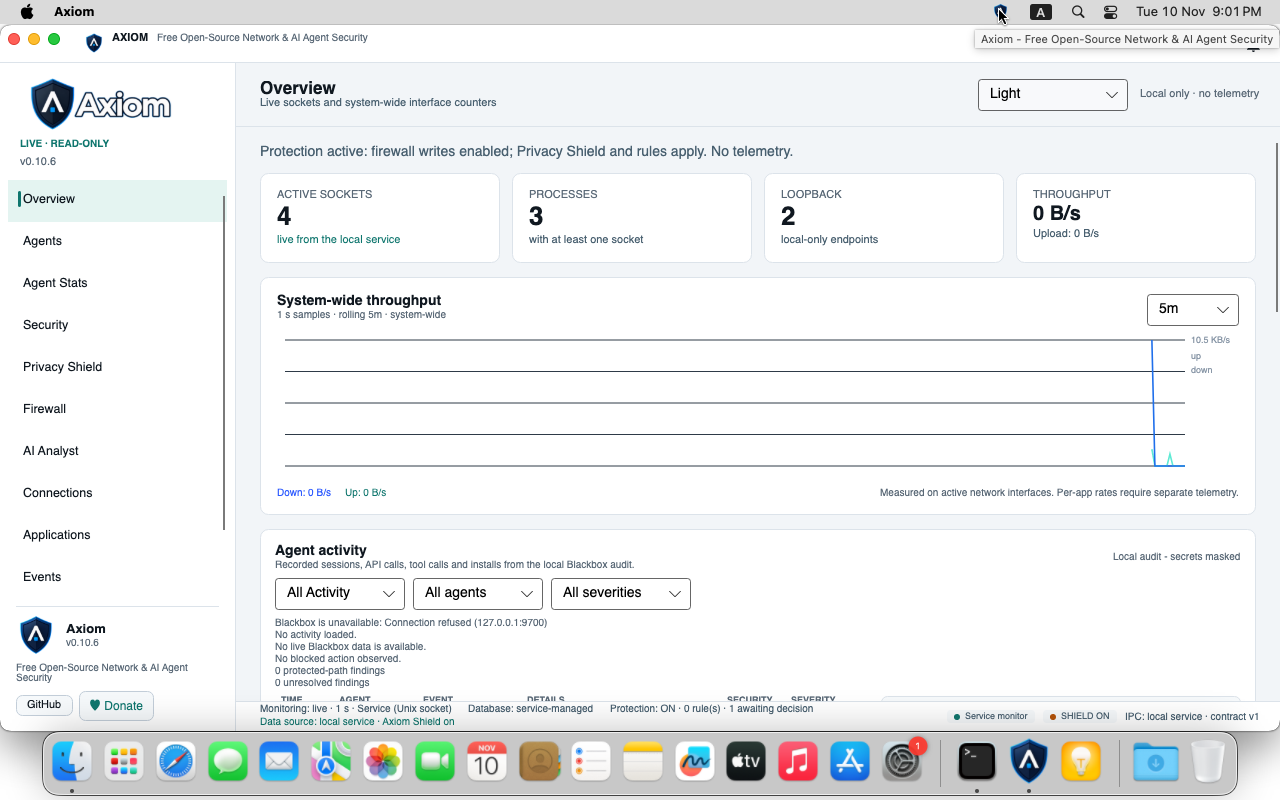 Axiom
A
Tue 10 Nov 9:01 PM
AXIOM Free Open-Source Network & AI Agent Security
Axiom - Free Open-Source Network & AI Agent Security
Axiom
LIVE · READ-ONLY
v0.10.6
Overview
Agents
Agent Stats
Security
Privacy Shield
Firewall
AI Analyst
Connections
Applications
Events
Axiom
v0.10.6
Free Open-Source Network & AI Agent
Security
GitHub
Donate
Overview
Live sockets and system-wide interface counters
Light
Local only · no telemetry
Protection active: firewall writes enabled; Privacy Shield and rules apply. No telemetry.
ACTIVE SOCKETS
4
live from the local service
PROCESSES
3
with at least one socket
LOOPBACK
2
local-only endpoints
THROUGHPUT
0 B/s
Upload: 0 B/s
System-wide throughput
1 s samples · rolling 5m · system-wide
5m
10.5 KB/s
up
down
Down: 0 B/s Up: 0 B/s
Measured on active network interfaces. Per-app rates require separate telemetry.
Agent activity
Recorded sessions, API calls, tool calls and installs from the local Blackbox audit.
Local audit - secrets masked
All Activity
All agents
All severities
Blackbox is unavailable: Connection refused (127.0.0.1:9700)
No activity loaded.
No live Blackbox data is available.
No blocked action observed.
0 protected-path findings
0 unresolved findings
TIME AGENT EVENT DETAILS SECURITY SEVERITY
Monitoring: live · 1 s · Service (Unix socket) Database: service-managed Protection: ON · 0 rule(s) · 1 awaiting decision
Data source: local service · Axiom Shield on
Service monitor
SHIELD ON
IPC: local service · contract v1
NOV
10
tv
1
>_